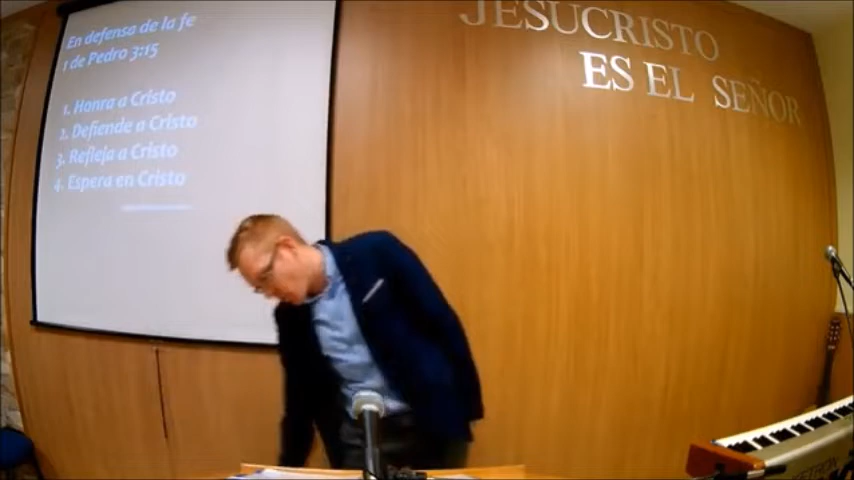 En defensa de la fe
1 de Pedro 3:15
1. Honra a Cristo
2. Defiende a Cristo
3. Refleja a Cristo
4. Espera en Cristo
JESUCRISTO
ES EL SEÑOR